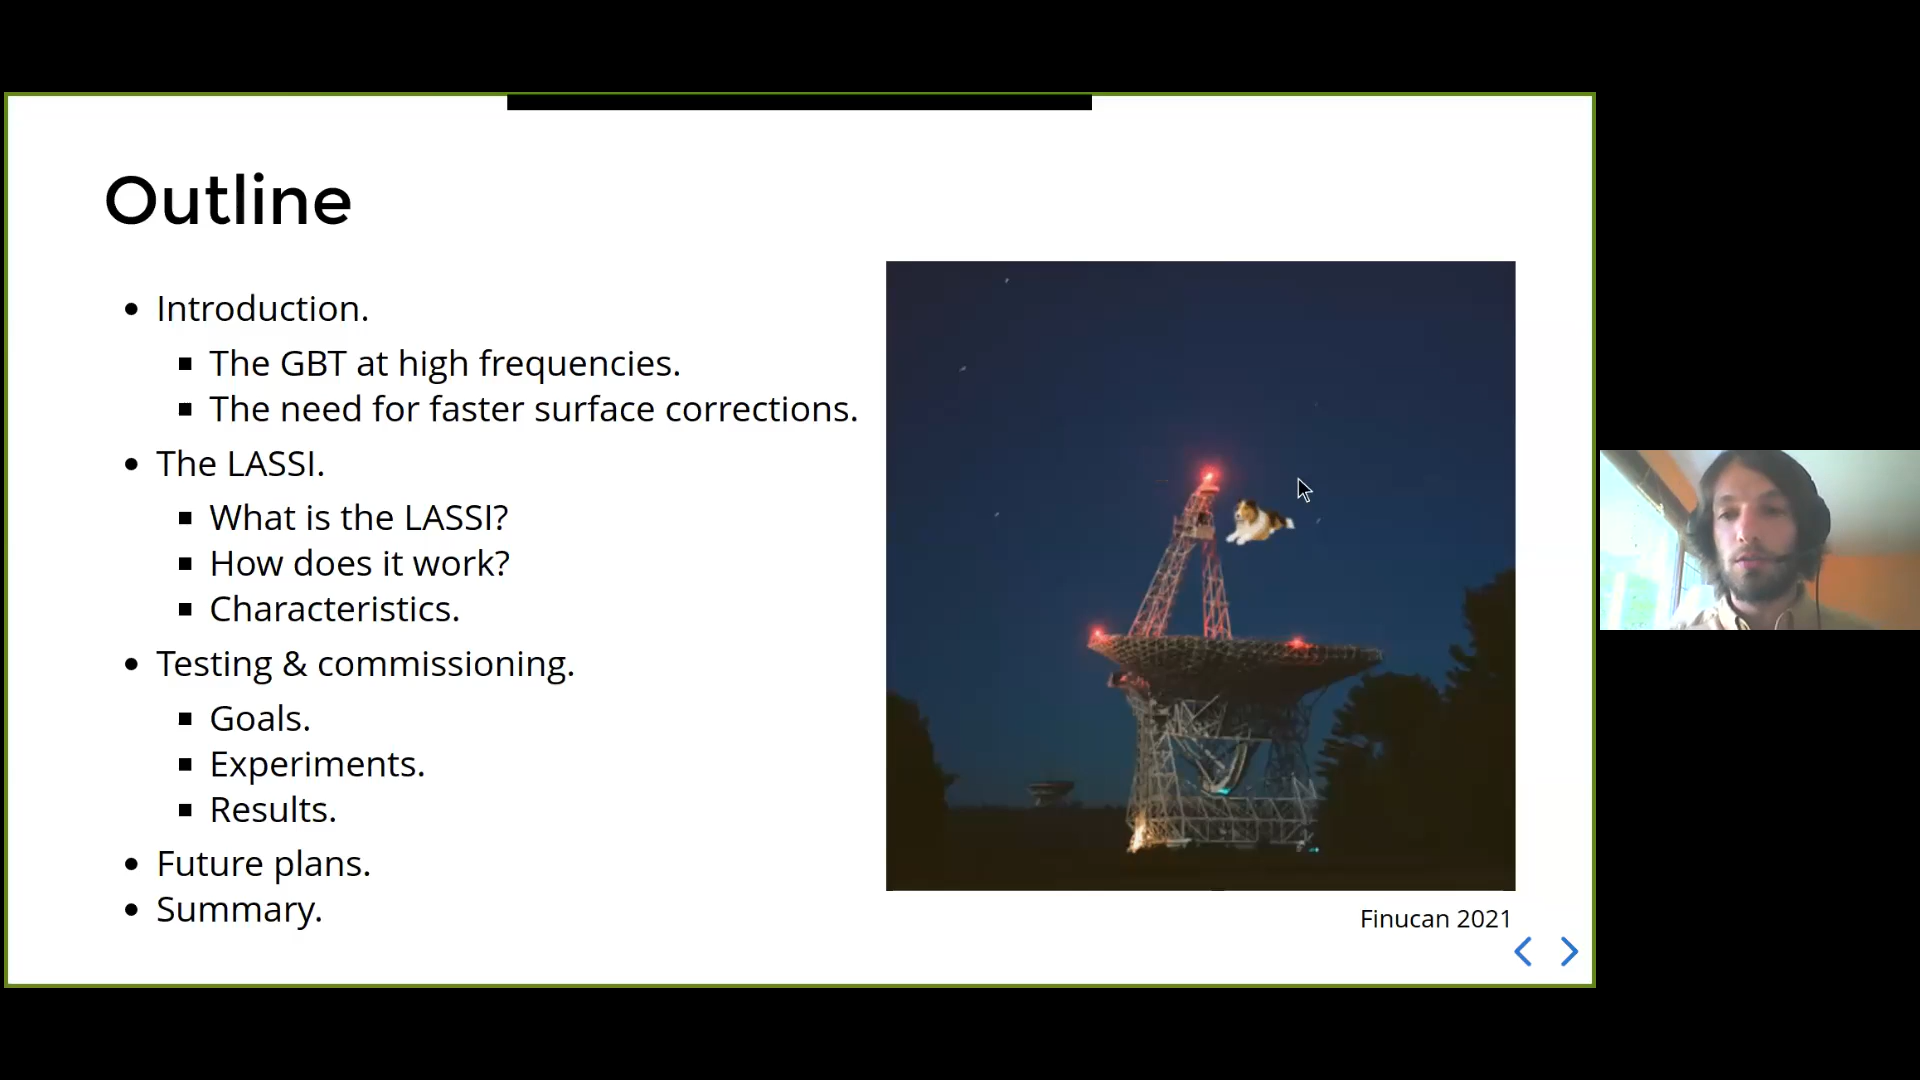 Outline
Introduction.
The GBT at high frequencies.
The need for faster surface corrections.
The LASSI.
What is the LASSI?
How does it work?
Characteristics.
Testing & commissioning.
Goals.
Experiments.
Results.
Future plans.
Summary.
Finucan 2021